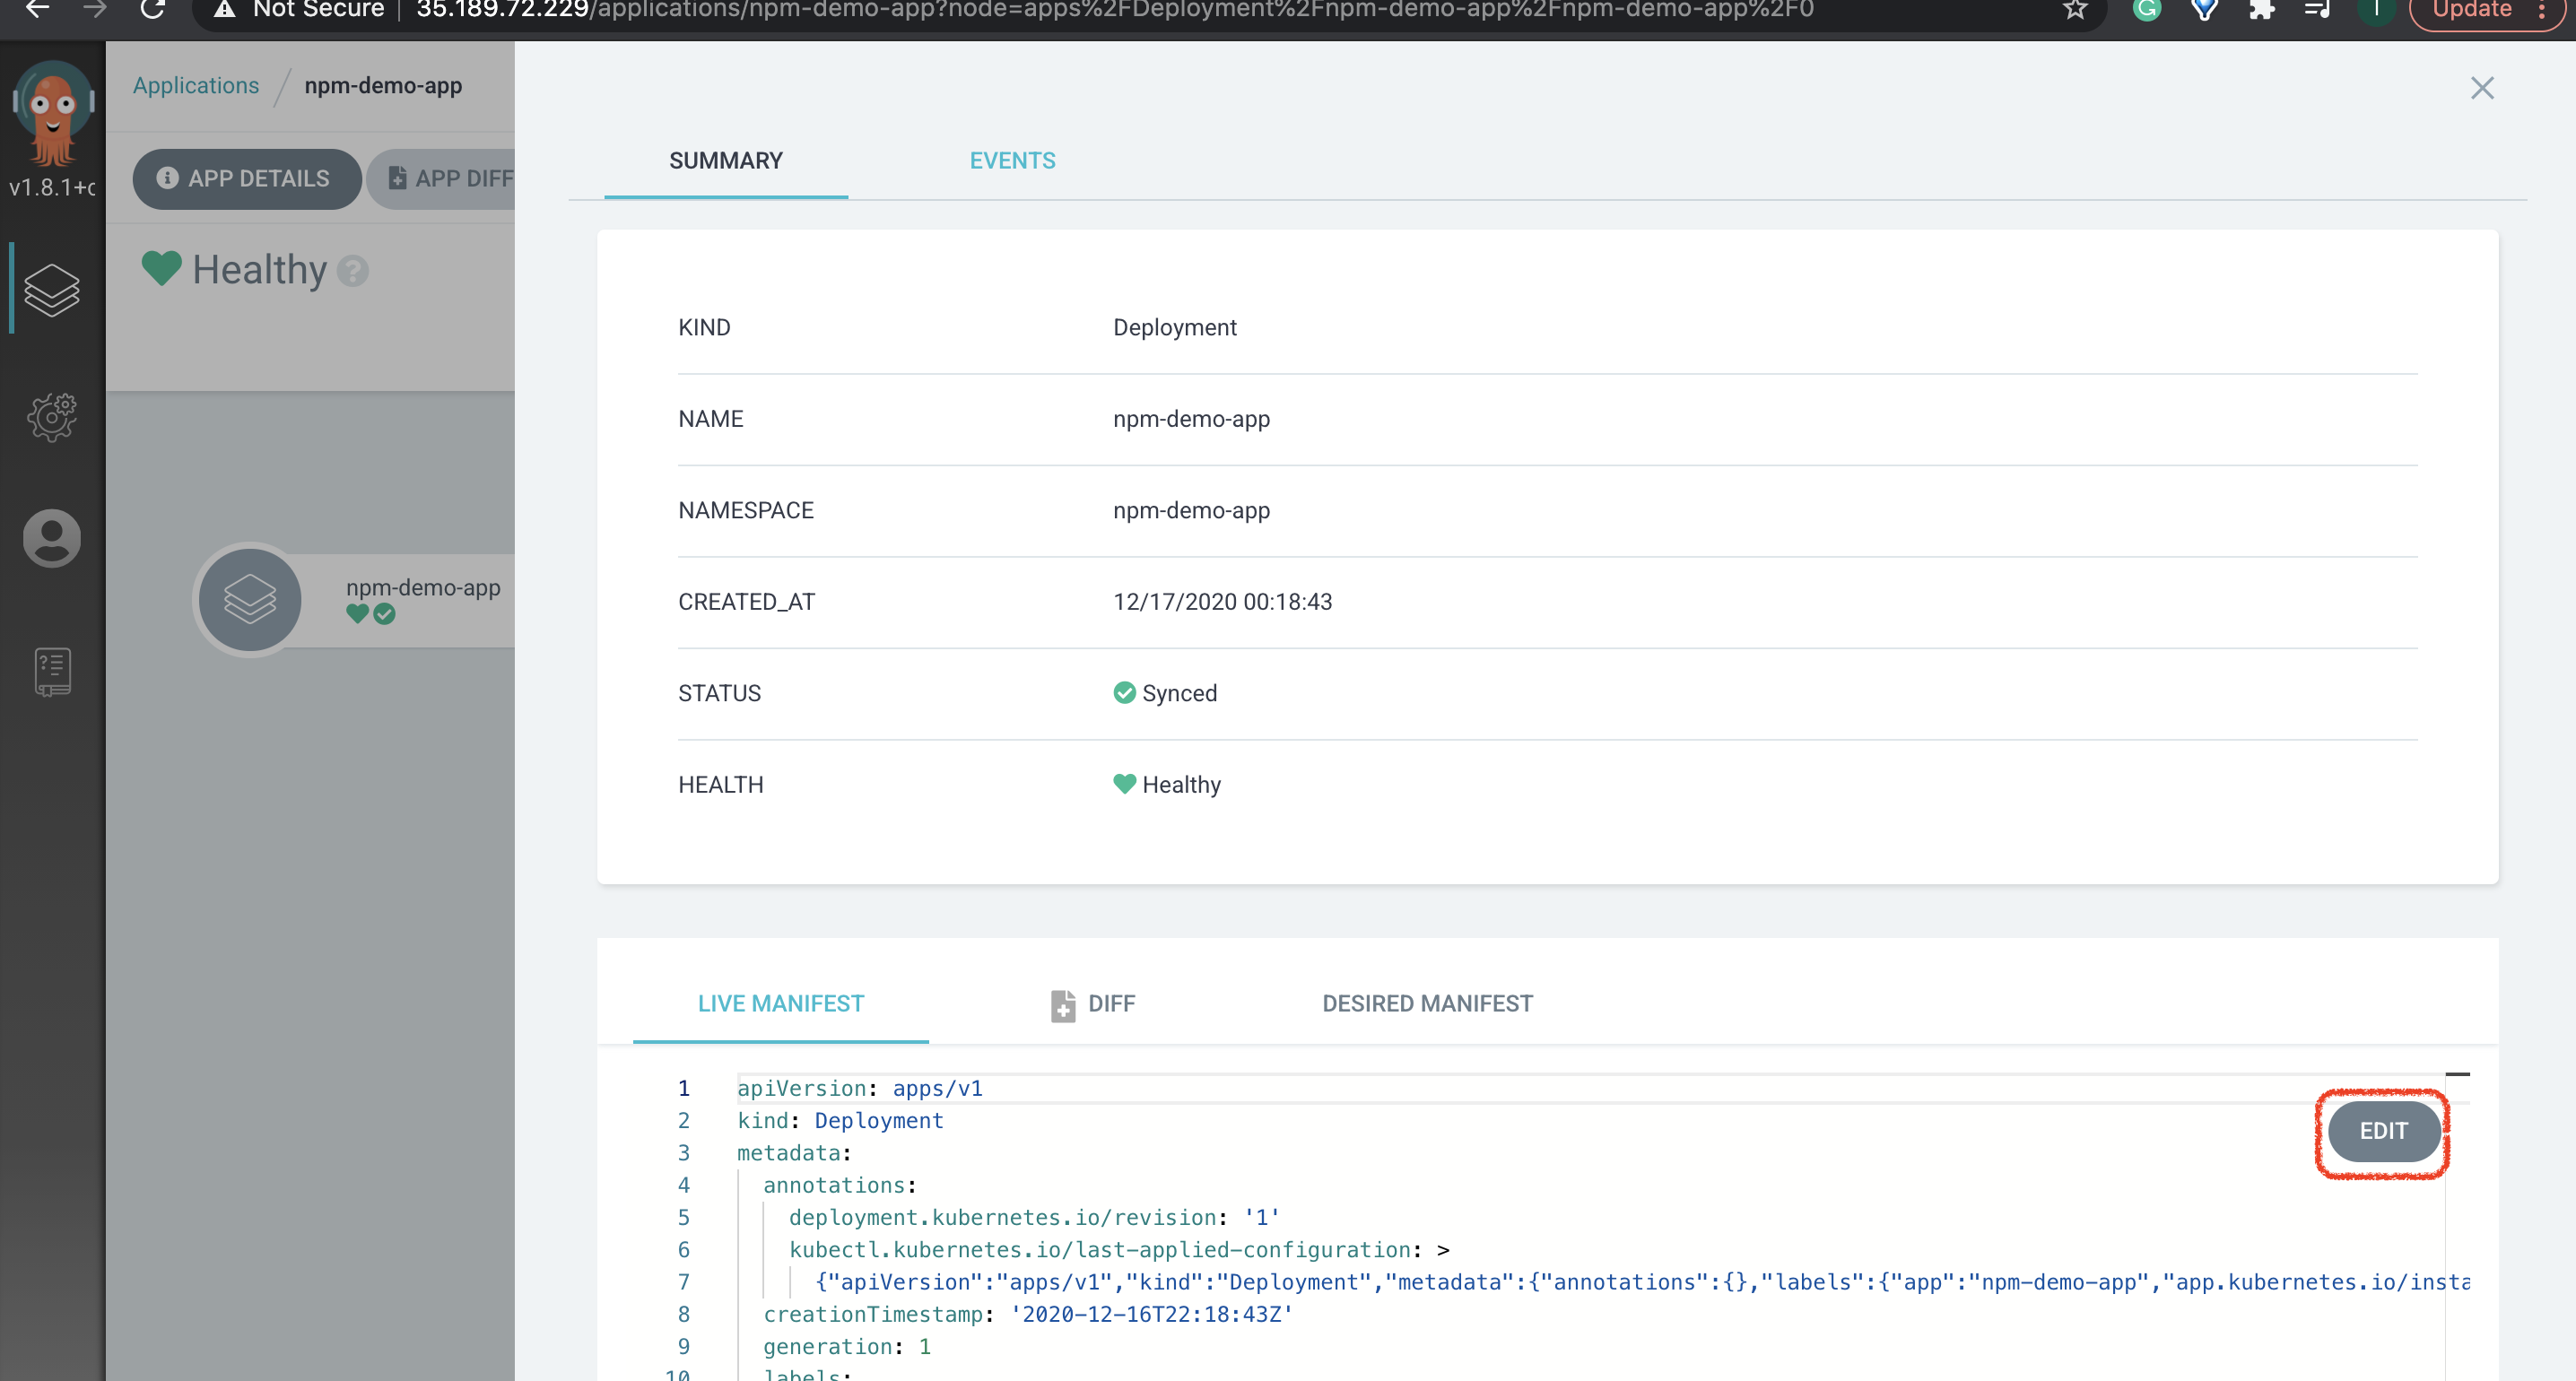 Not Secure | 35.189.72.229/applications/npm-demo-app?node=apps%2FDeployment%2Fnpm-demo-app%2Fnpm-demo-app%2F0
Update
Applications / npm-demo-app
v1.8.1+c
APP DETAILS
APP DIFF
Healthy
npm-demo-app
SUMMARY
EVENTS
KIND Deployment
NAME npm-demo-app
NAMESPACE npm-demo-app
CREATED_AT 12/17/2020 00:18:43
STATUS Synced
HEALTH Healthy
LIVE MANIFEST
DIFF
DESIRED MANIFEST
EDIT
1 apiVersion: apps/v1
2 kind: Deployment
3 metadata:
4 annotations:
5 deployment.kubernetes.io/revision: '1'
6 kubectl.kubernetes.io/last-applied-configuration: >
7 {"apiVersion":"apps/v1","kind":"Deployment","metadata":{"annotations":{},"labels":{"app":"npm-demo-app","app.kubernetes.io/insta
8 creationTimestamp: '2020-12-16T22:18:43Z'
9 generation: 1
10 labels: